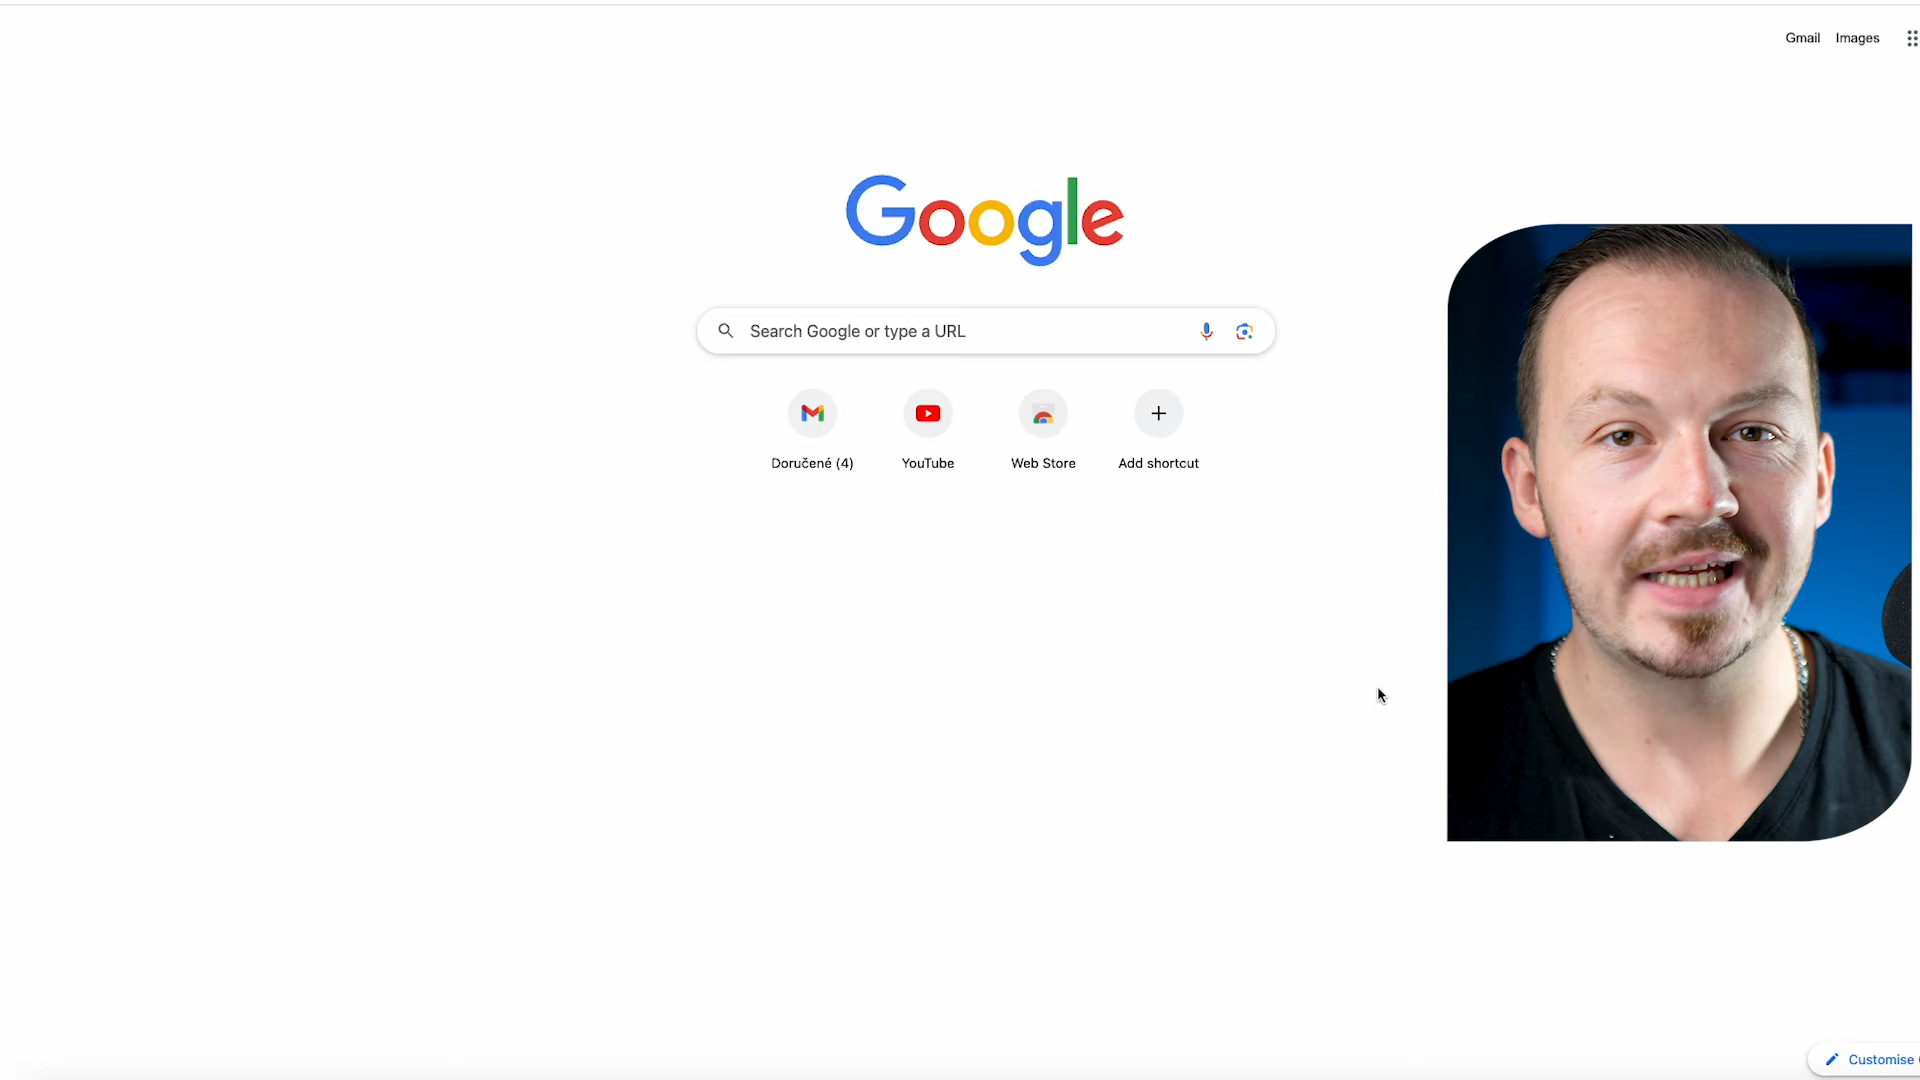 Gmail Images
Google
Search Google or type a URL
Doručené (4)
YouTube
Web Store
Add shortcut
Customise